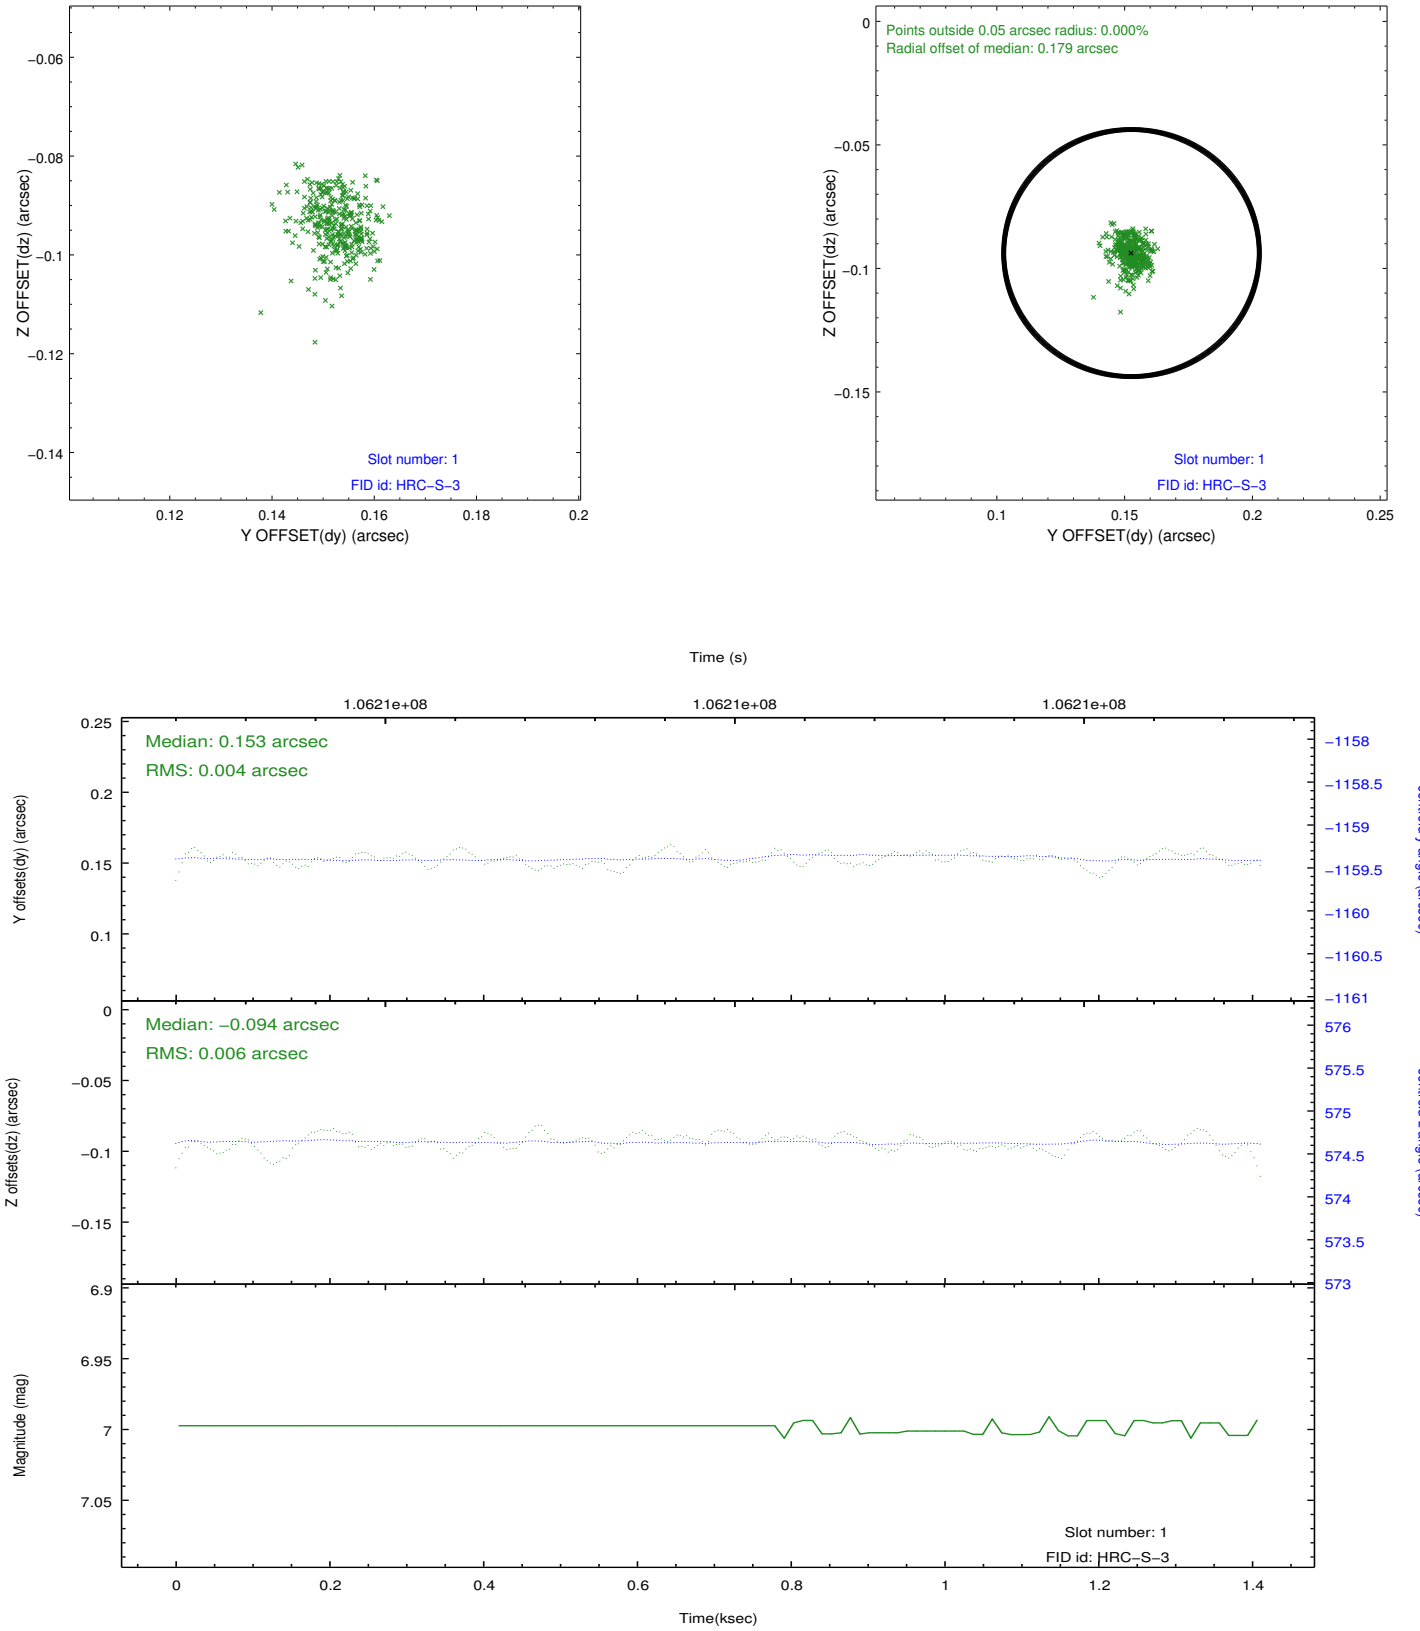 −0.06
−0.08
−0.1
−0.12
−0.14
Z OFFSET(dz) (arcsec)
Slot number: 1
FID id: HRC−S−3
0.12 0.14 0.16 0.18 0.2
Y OFFSET(dy) (arcsec)
Points outside 0.05 arcsec radius: 0.000%
Radial offset of median: 0.179 arcsec
0
−0.05
−0.1
−0.15
Z OFFSET(dz) (arcsec)
Slot number: 1
FID id: HRC−S−3
0.1 0.15 0.2 0.25
Y OFFSET(dy) (arcsec)
Time (s)
1.0621e+08 1.0621e+08 1.0621e+08
Median: 0.153 arcsec
RMS: 0.004 arcsec
0.25
0.2
0.15
0.1
Y offsets(dy) (arcsec)
−1158
−1158.5
−1159
−1159.5
−1160
−1160.5
−1161
Median: −0.094 arcsec
RMS: 0.006 arcsec
0
−0.05
−0.1
−0.15
Z offsets(dz) (arcsec)
576
575.5
575
574.5
574
573.5
573
6.9
6.95
7
7.05
Magnitude (mag)
Slot number: 1
FID id: HRC−S−3
0 0.2 0.4 0.6 0.8 1 1.2 1.4
Time(ksec)